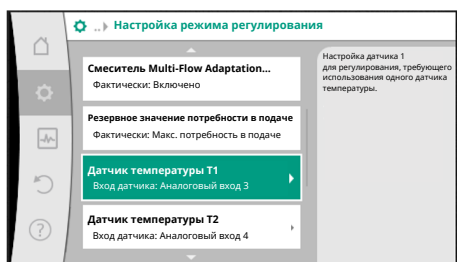 ..▸ Настройка режима регулирования
Смеситель Multi-Flow Adaptation...
Фактически: Включено
Резервное значение потребности в подаче
Фактически: Макс. потребность в подаче
Датчик температуры T1
Вход датчика: Аналоговый вход 3
Датчик температуры T2
Вход датчика: Аналоговый вход 4
Настройка датчика 1
для регулирования, требующего
использования одного датчика
температуры.